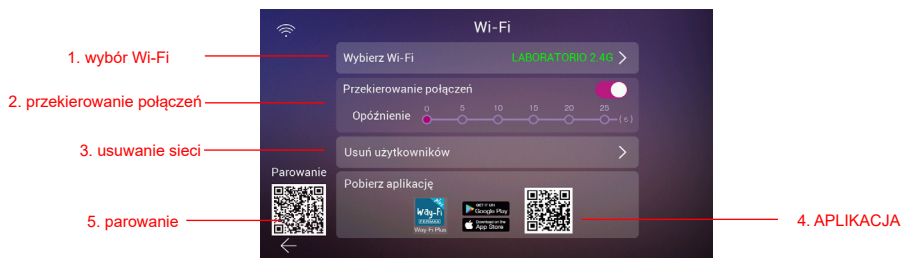 Wi-Fi
1. wybór Wi-Fi
Wybierz Wi-Fi
LABORATORIO 2.4G
2. przekierowanie połączeń
Przekierowanie połączeń
Opóźnienie
0 5 10 15 20 25 (s)
3. usuwanie sieci
Usuń użytkowników
Parowanie
Pobierz aplikację
Way-Fi
FERMAX
Way-Fi Plus
GET IT ON
Google Play
Download on the
App Store
5. parowanie
4. APLIKACJA